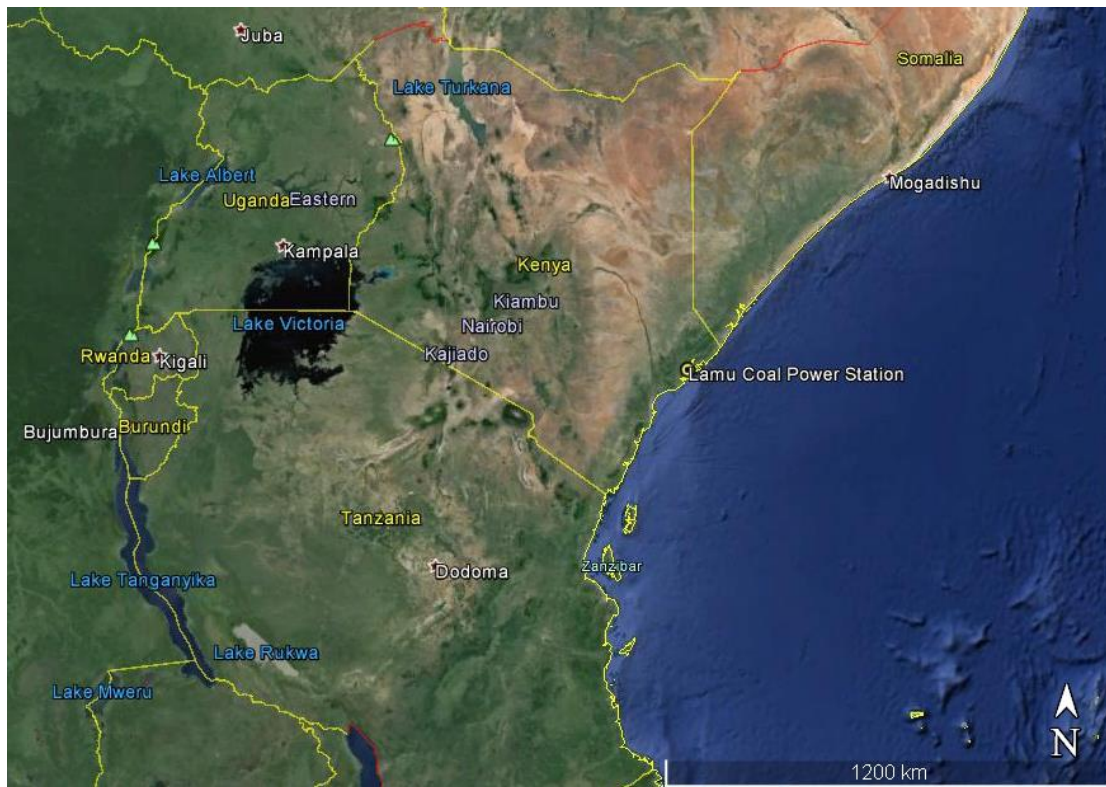 Juba
Somalia
Lake Turkana
Lake Albert
Mogadishu
Uganda
Eastern
Kampala
Kenya
Kiambu
Lake Victoria
Nairobi
Rwanda
Kigali
Kajiado
Lamu Coal Power Station
Bujumbura
Burundi
Tanzania
Zanzibar
Dodoma
Lake Tanganyika
Lake Rukwa
Lake Mweru
N
1200 km